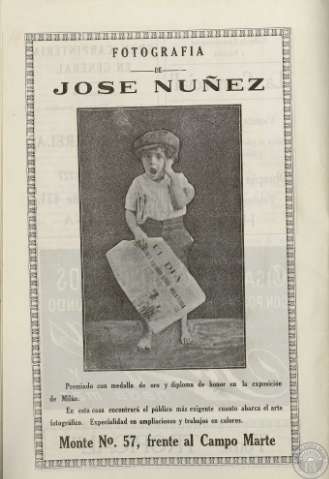 FOTOGRAFIA
DE
JOSE NUÑEZ
EL DIA
Premiado con medalla de oro y diploma de honor en la exposición
de Milán.
En esta casa encontrará el público más exigente cuanto abarca el arte
fotográfico. Especialidad en ampliaciones y trabajos en colores.
Monte No. 57, frente al Campo Marte